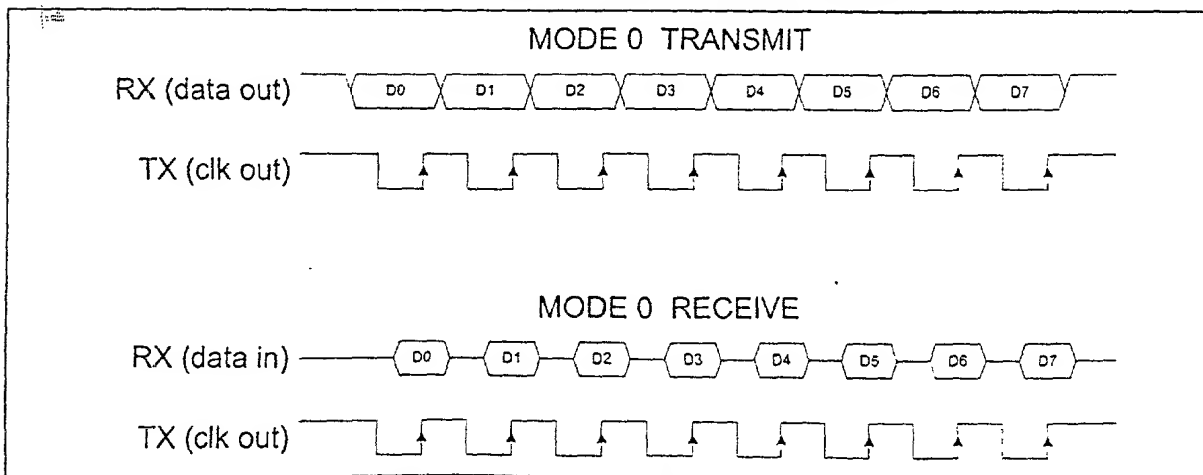 MODE 0 TRANSMIT
RX (data out) D0 D1 D2 D3 D4 D5 D6 D7
TX (clk out)
MODE 0 RECEIVE
RX (data in) D0 D1 D2 D3 D4 D5 D6 D7
TX (clk out)